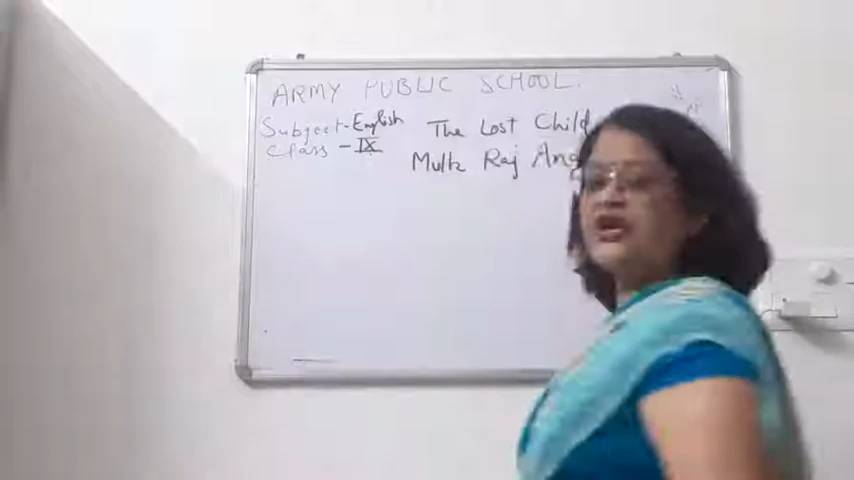 ARMY PUBLIC SCHOOL.
Subject-English
Class - IX
The Lost Child
Mulk Raj